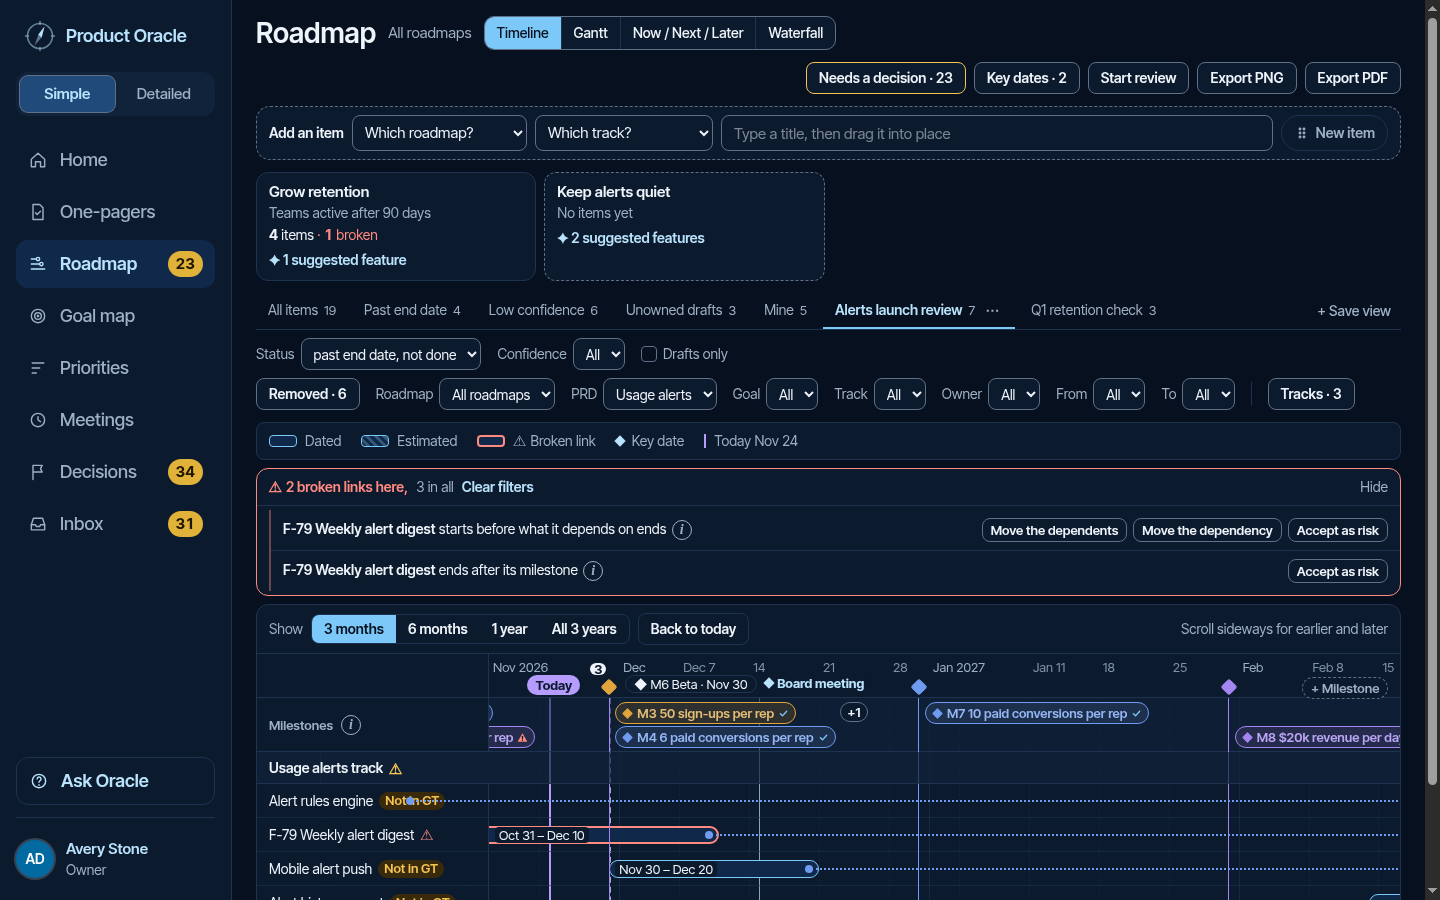 Product Oracle
Simple
Detailed
Home
One-pagers
Roadmap 23
Goal map
Priorities
Meetings
Decisions 34
Inbox 31
Ask Oracle
AD
Avery Stone
Owner
Roadmap All roadmaps Timeline Gantt Now / Next / Later Waterfall
Needs a decision · 23 Key dates · 2 Start review Export PNG Export PDF
Add an item Which roadmap? Which track? Type a title, then drag it into place New item
Grow retention
Teams active after 90 days
4 items · 1 broken
1 suggested feature
Keep alerts quiet
No items yet
2 suggested features
All items 19 Past end date 4 Low confidence 6 Unowned drafts 3 Mine 5 Alerts launch review 7 ··· Q1 retention check 3 + Save view
Status past end date, not done Confidence All Drafts only
Removed · 6 Roadmap All roadmaps PRD Usage alerts Goal All Track All Owner All From All To All Tracks · 3
Dated Estimated Broken link Key date Today Nov 24
2 broken links here, 3 in all Clear filters Hide
F-79 Weekly alert digest starts before what it depends on ends i Move the dependents Move the dependency Accept as risk
F-79 Weekly alert digest ends after its milestone i Accept as risk
Show 3 months 6 months 1 year All 3 years Back to today Scroll sideways for earlier and later
Nov 2026 3 Dec Dec 7 14 21 28 Jan 2027 Jan 11 18 25 Feb Feb 8 15
Today M6 Beta · Nov 30 Board meeting + Milestone
Milestones i M3 50 sign-ups per rep +1 M7 10 paid conversions per rep
rep M4 6 paid conversions per rep M8 $20k revenue per day
Usage alerts track
Alert rules engine Not in GT
F-79 Weekly alert digest Oct 31 – Dec 10
Mobile alert push Not in GT Nov 30 – Dec 20